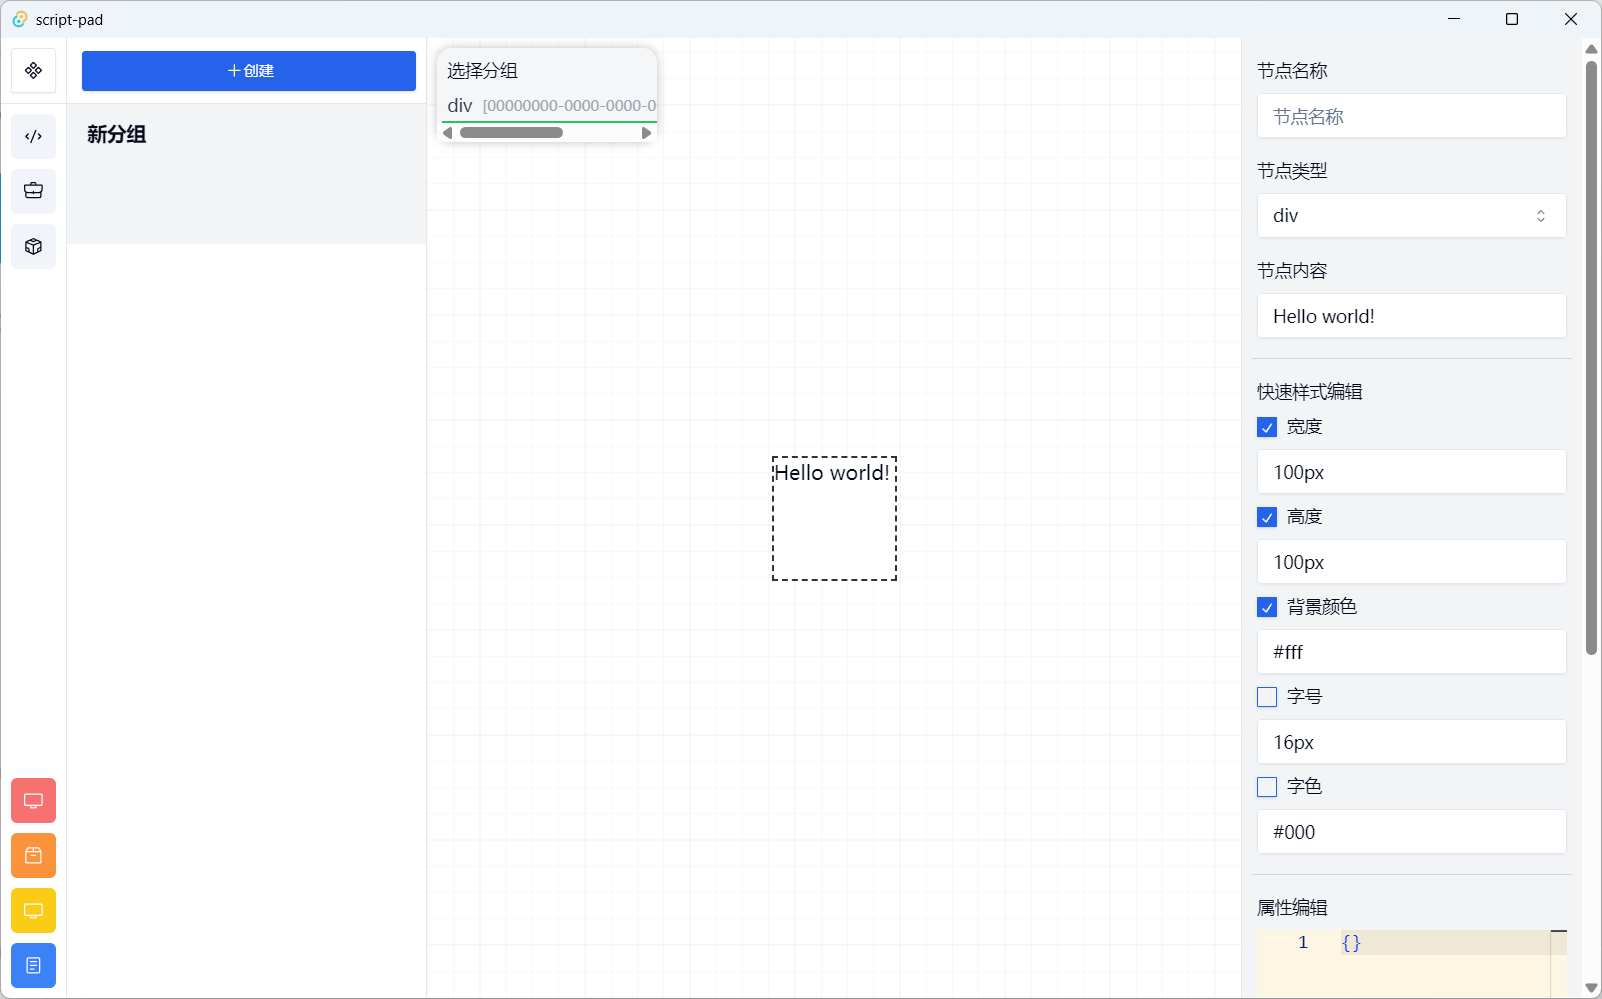 script-pad
创建
新分组
选择分组
div [00000000-0000-0000-0
Hello world!
节点名称
节点名称
节点类型
div
节点内容
Hello world!
快速样式编辑
宽度
100px
高度
100px
背景颜色
#fff
字号
16px
字色
#000
属性编辑
1 {}